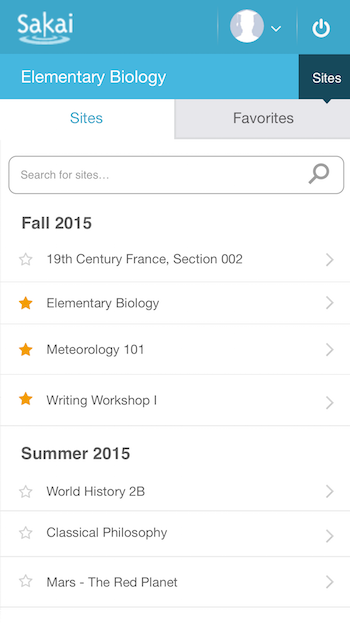 Sakai
Elementary Biology
Sites
Sites
Favorites
Search for sites...
Fall 2015
19th Century France, Section 002
Elementary Biology
Meteorology 101
Writing Workshop I
Summer 2015
World History 2B
Classical Philosophy
Mars - The Red Planet